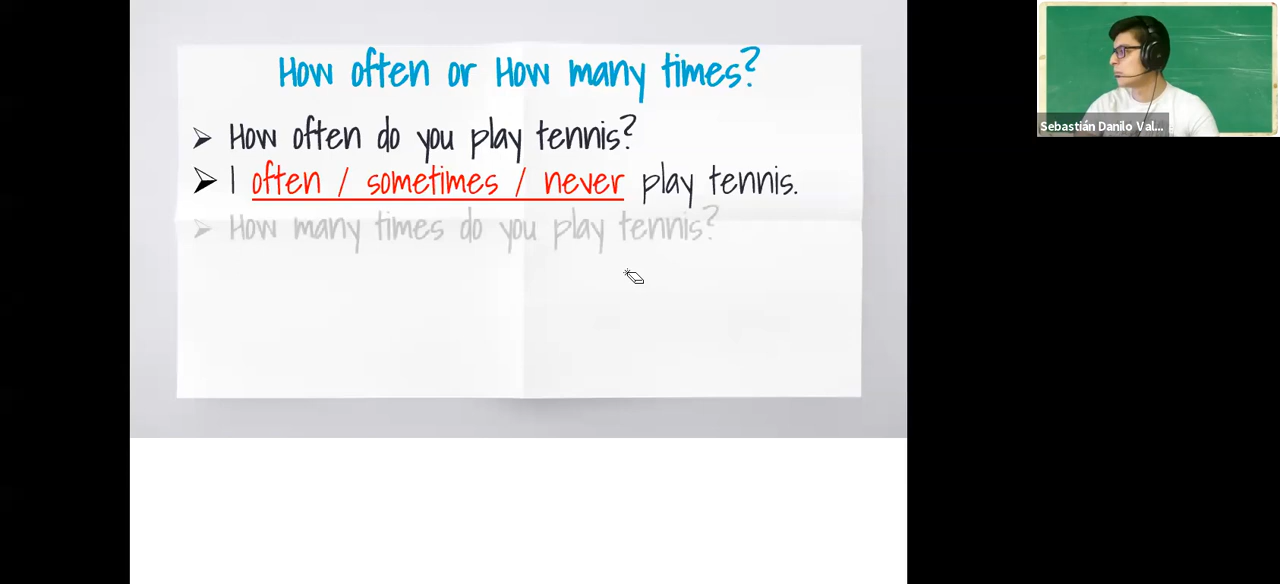 How often or How many times?
➢ How often do you play tennis?
➢ I often / sometimes / never play tennis.
➢ How many times do you play tennis?
Sebastián Danilo Val...